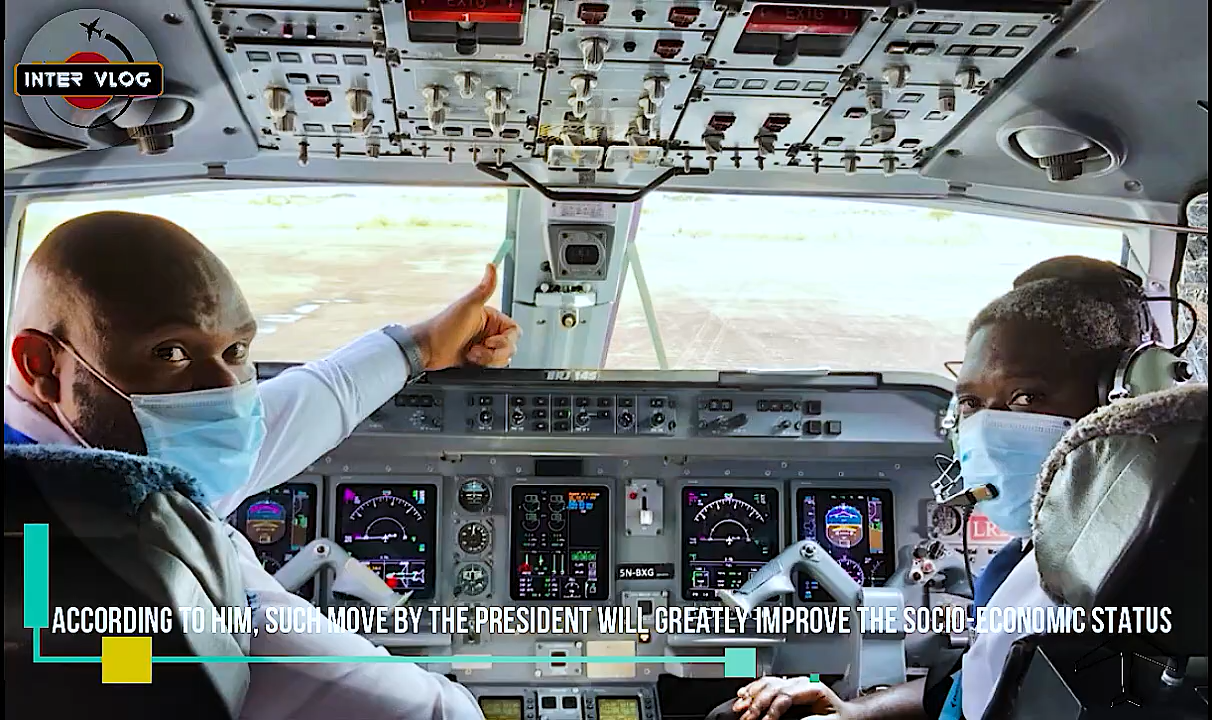 EXIT
EXIT
INTER VLOG
ERJ 145
5N-BXG
ACCORDING TO HIM, SUCH MOVE BY THE PRESIDENT WILL GREATLY IMPROVE THE SOCIO-ECONOMIC STATUS